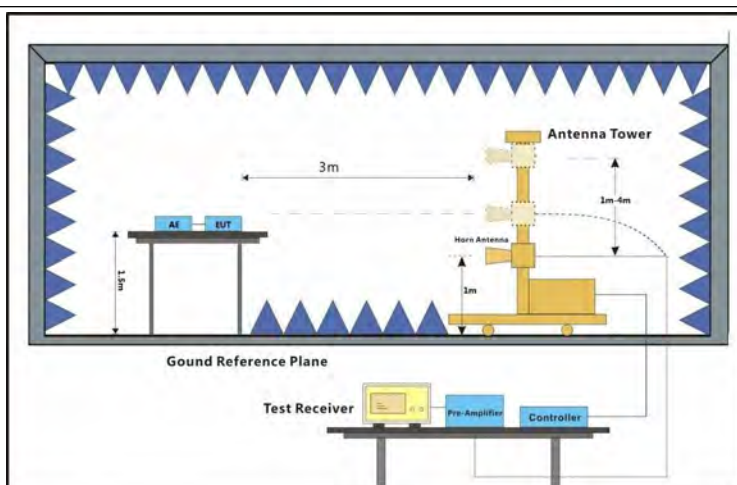 Antenna Tower
3m
1m-4m
AE
EUT
Horn Antenna
1.5m
1m
Gound Reference Plane
Test Receiver
Pre-Amplifier
Controller